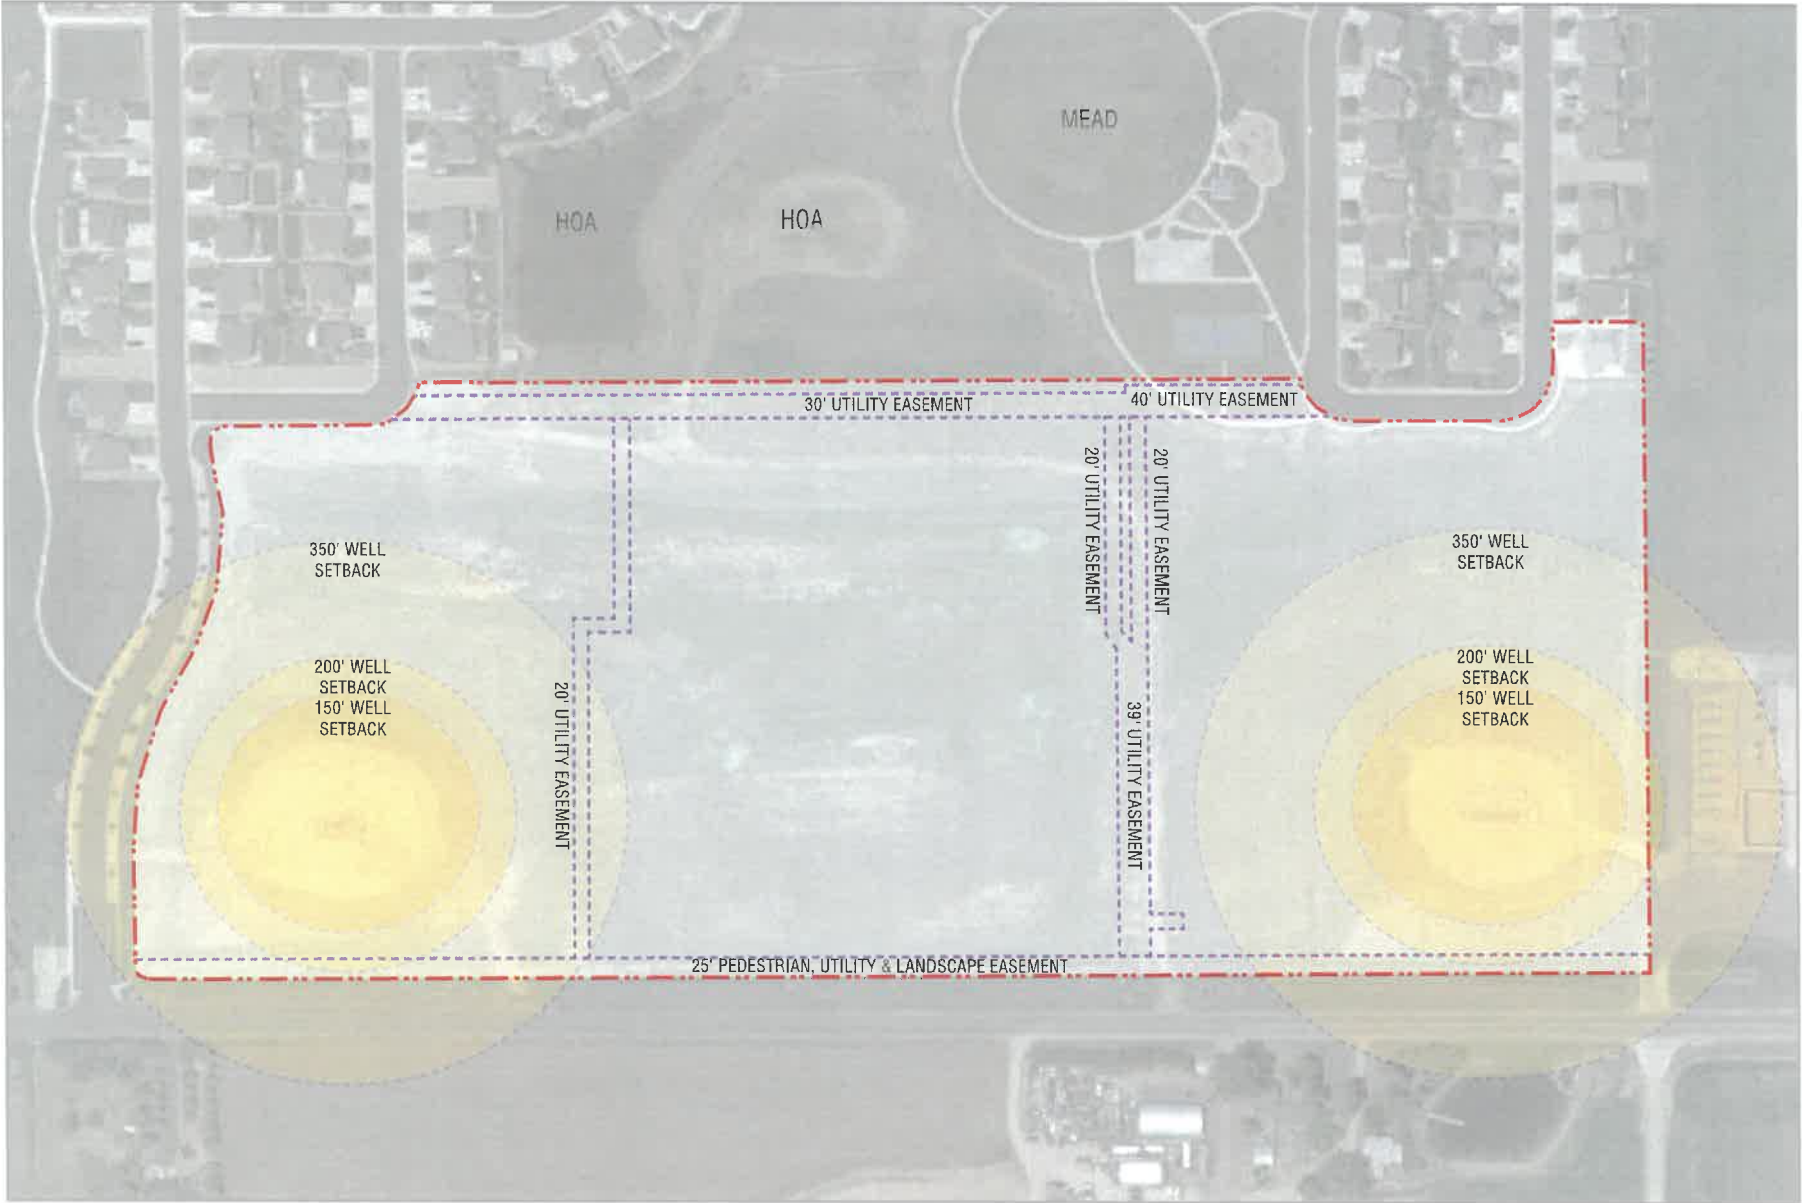 MEAD
HOA
HOA
30' UTILITY EASEMENT
40' UTILITY EASEMENT
20' UTILITY EASEMENT
20' UTILITY EASEMENT
350' WELL
SETBACK
350' WELL
SETBACK
200' WELL
SETBACK
150' WELL
SETBACK
200' WELL
SETBACK
150' WELL
SETBACK
20' UTILITY EASEMENT
39' UTILITY EASEMENT
25' PEDESTRIAN, UTILITY & LANDSCAPE EASEMENT